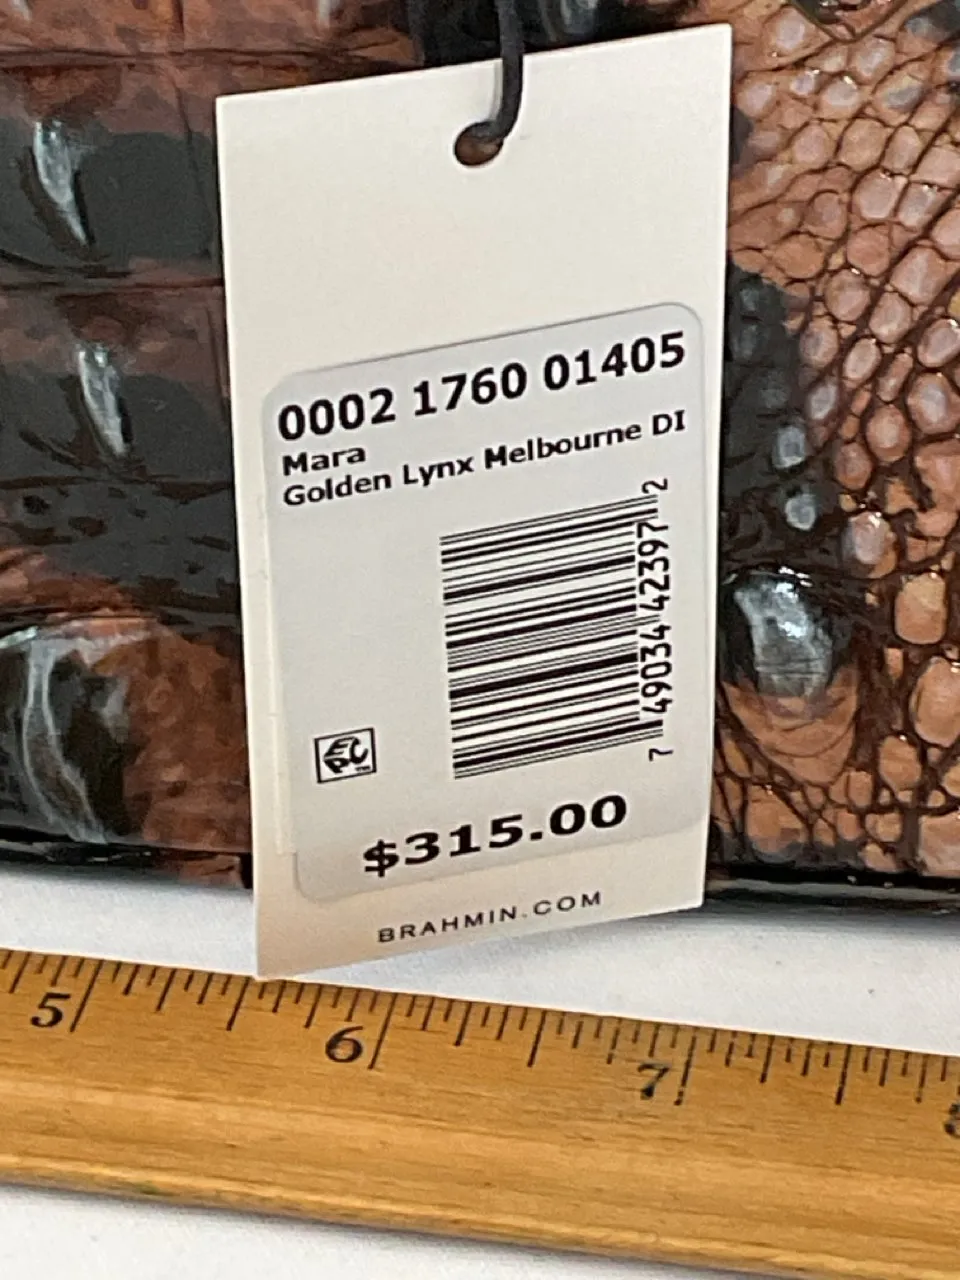 0002 1760 01405
Mara
Golden Lynx Melbourne DI
7 49034 42397 2
EPC
$315.00
BRAHMIN.COM
5 6 7